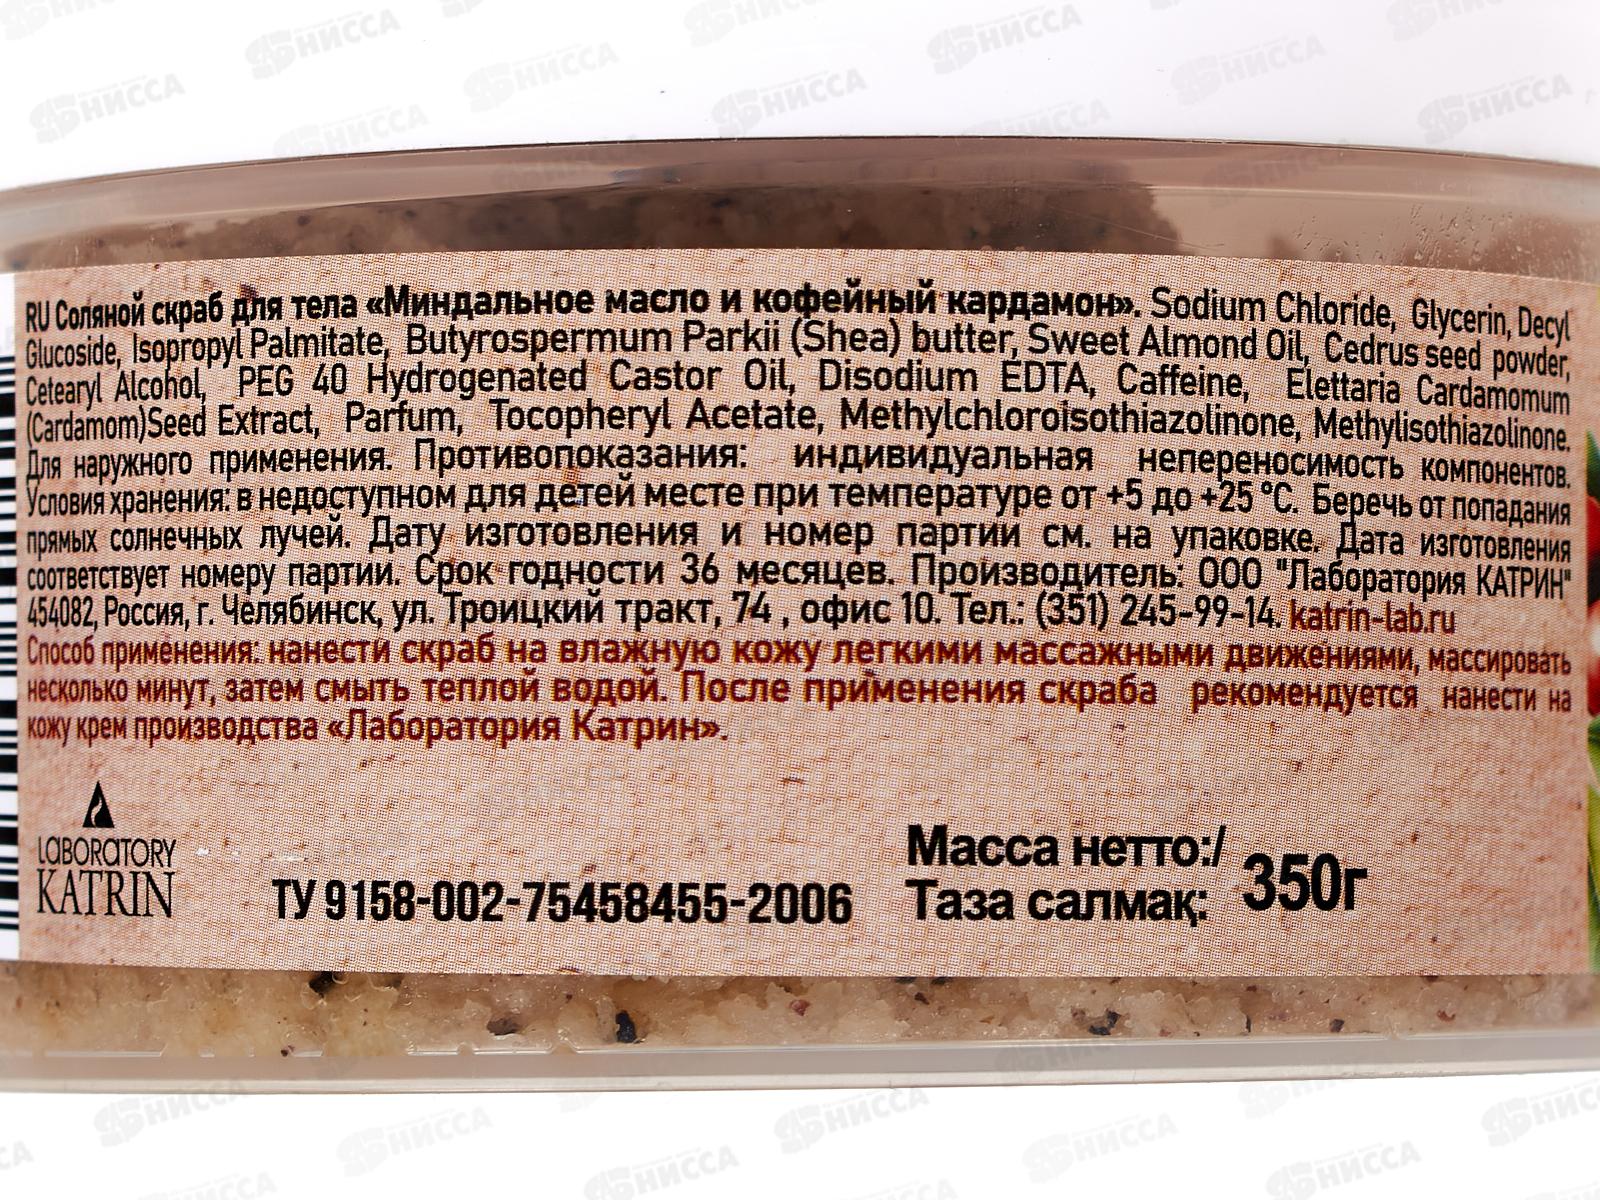 RU Соляной скраб для тела «Миндальное масло и кофейный кардамон». Sodium Chloride, Glycerin, Decyl
Glucoside, Isopropyl Palmitate, Butyrospermum Parkii (Shea) butter, Sweet Almond Oil, Cedrus seed powder,
Cetearyl Alcohol, PEG 40 Hydrogenated Castor Oil, Disodium EDTA, Caffeine, Elettaria Cardamomum
(Cardamom)Seed Extract, Parfum, Tocopheryl Acetate, Methylchloroisothiazolinone, Methylisothiazolinone.
Для наружного применения. Противопоказания: индивидуальная непереносимость компонентов.
Условия хранения: в недоступном для детей месте при температуре от +5 до +25 °С. Беречь от попадания
прямых солнечных лучей. Дату изготовления и номер партии см. на упаковке. Дата изготовления
соответствует номеру партии. Срок годности 36 месяцев. Производитель: ООО "Лаборатория КАТРИН"
454082, Россия, г. Челябинск, ул. Троицкий тракт, 74 , офис 10. Тел.: (351) 245-99-14. katrin-lab.ru
Способ применения: нанести скраб на влажную кожу легкими массажными движениями, массировать
несколько минут, затем смыть теплой водой. После применения скраба рекомендуется нанести на
кожу крем производства «Лаборатория Катрин».
LABORATORY
KATRIN
ТУ 9158-002-75458455-2006
Масса нетто:/
Таза салмақ:
350г